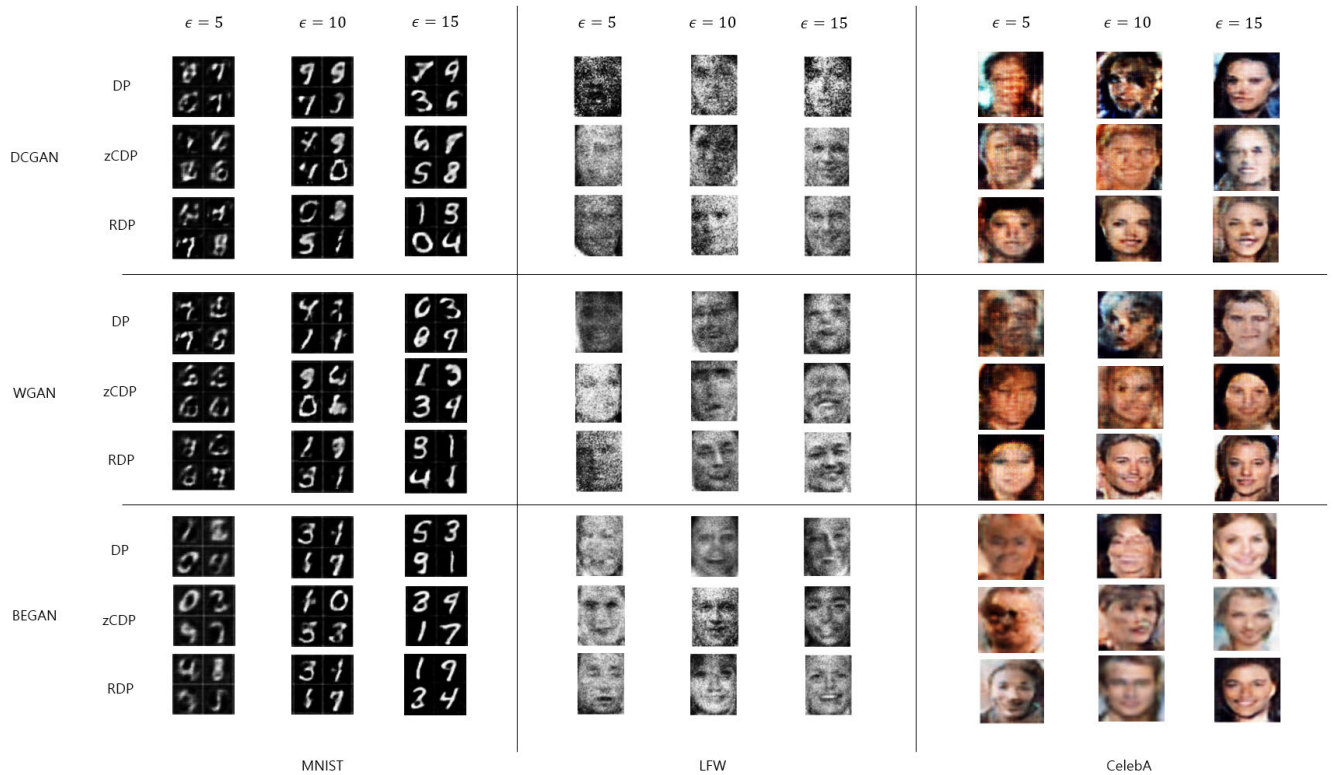 ϵ = 5 ϵ = 10 ϵ = 15 ϵ = 5 ϵ = 10 ϵ = 15 ϵ = 5 ϵ = 10 ϵ = 15
DP
DCGAN zCDP
RDP
DP
WGAN zCDP
RDP
DP
BEGAN zCDP
RDP
MNIST LFW CelebA